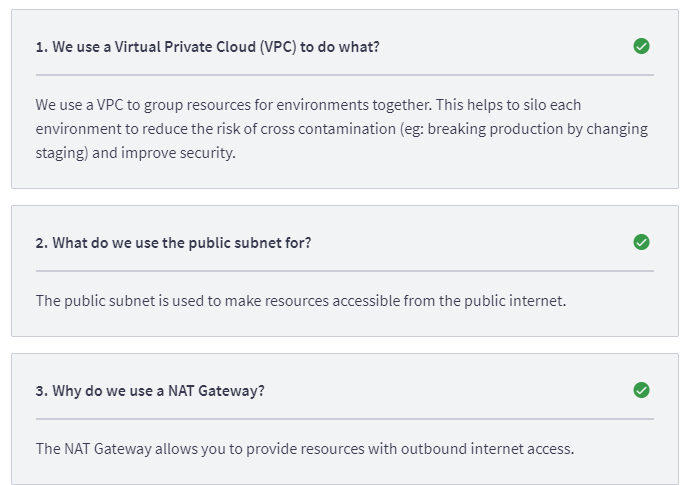 1. We use a Virtual Private Cloud (VPC) to do what?
We use a VPC to group resources for environments together. This helps to silo each
environment to reduce the risk of cross contamination (eg: breaking production by changing
staging) and improve security.
2. What do we use the public subnet for?
The public subnet is used to make resources accessible from the public internet.
3. Why do we use a NAT Gateway?
The NAT Gateway allows you to provide resources with outbound internet access.